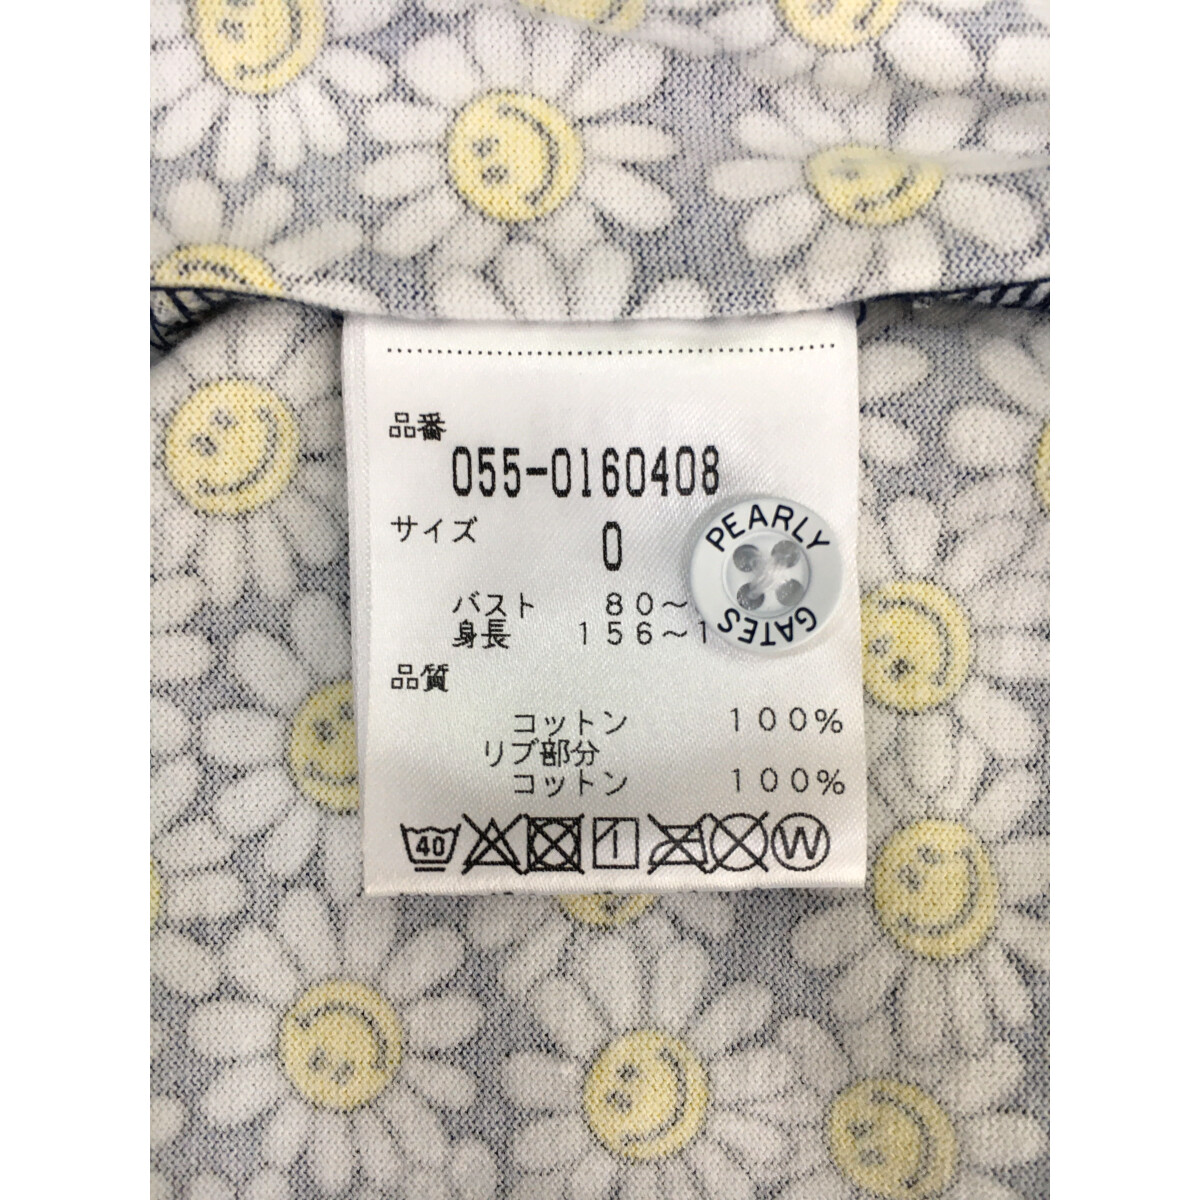 品番
055-0160408
サイズ
0
PEARLY
GATES
バスト 80~
身長 156~1
品質
コットン 100%
リブ部分
コットン 100%
40
W